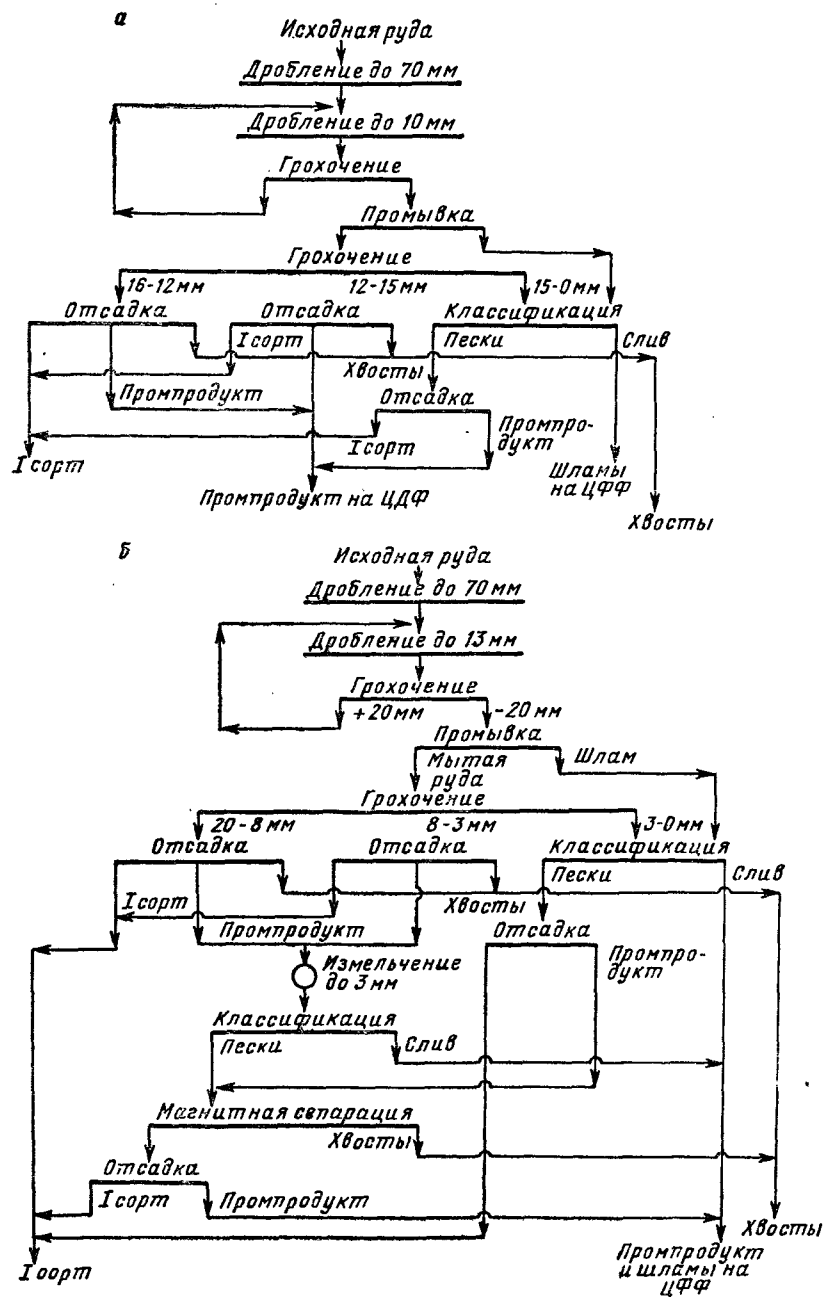 а
Исходная руда
Дробление до 70 мм
Дробление до 10 мм
Грохочение
Промывка
Грохочение
16-12 мм 12-15 мм 15-0 мм
Отсадка Отсадка Классификация
I сорт Пески Слив
Хвосты
Промпродукт Отсадка
I сорт Промпро-
дукт
I сорт Шламы
на ЦФФ
Промпродукт на ЦДФ
Хвосты
б
Исходная руда
Дробление до 70 мм
Дробление до 13 мм
Грохочение
+20 мм -20 мм
Промывка
Мытая
руда
Шлам
Грохочение
20-8 мм 8-3 мм 3-0 мм
Отсадка Отсадка Классификация
Пески Слив
I сорт Хвосты
Промпродукт Отсадка
Промпро-
дукт
Измельчение
до 3 мм
Классификация
Пески Слив
Магнитная сепарация
Хвосты
Отсадка
I сорт Промпродукт
Хвосты
I оорт Промпродукт
и шламы на
ЦФФ